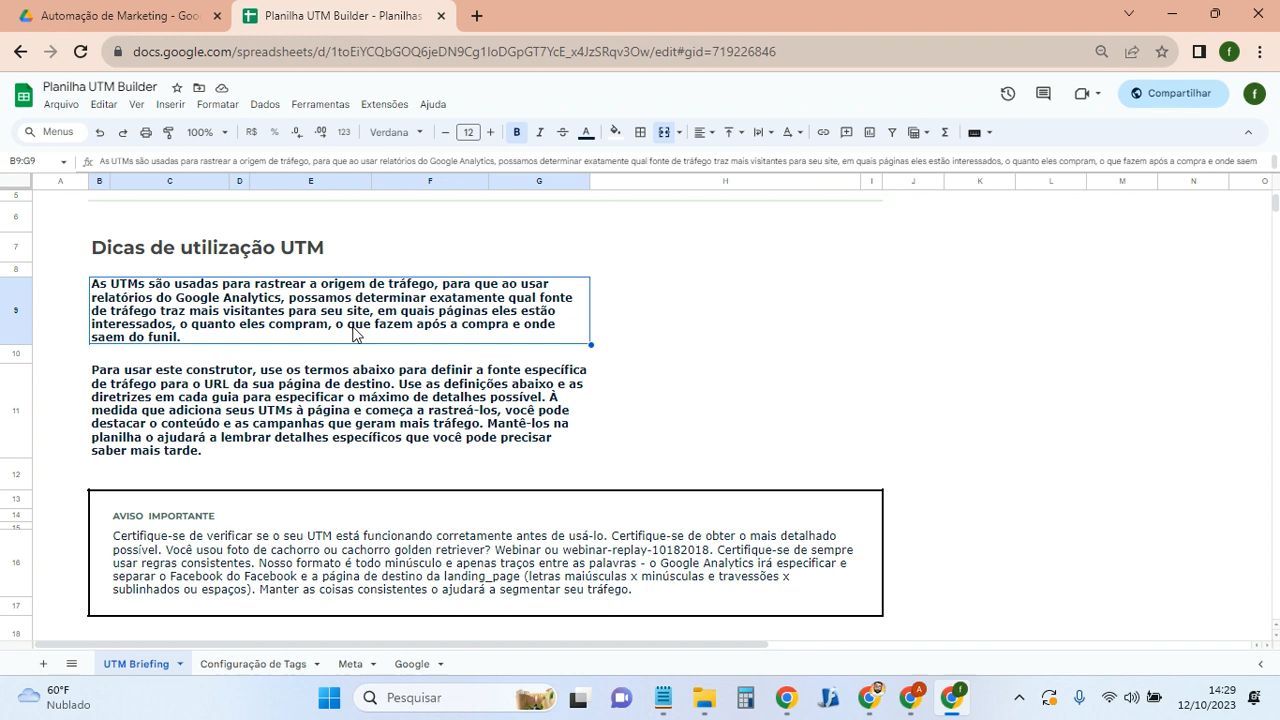 Automação de Marketing - Goo
Planilha UTM Builder - Planilhas
docs.google.com/spreadsheets/d/1toEiYCQbGOQ6jeDN9Cg1IoDGpGT7YcE_x4JzSRqv3Ow/edit#gid=719226846
f
Planilha UTM Builder
Arquivo Editar Ver Inserir Formatar Dados Ferramentas Extensões Ajuda
Compartilhar
f
Menus 100% R$ % .0 .00 123 Verdana 12 B I A
B9:G9 fx As UTMs são usadas para rastrear a origem de tráfego, para que ao usar relatórios do Google Analytics, possamos determinar exatamente qual fonte de tráfego traz mais visitantes para seu site, em quais páginas eles estão interessados, o quanto eles compram, o que fazem após a compra e onde saem
A B C D E F G H I J K L M N O
5
6
7
8
9
10
11
12
13
14
15
16
17
18
Dicas de utilização UTM
As UTMs são usadas para rastrear a origem de tráfego, para que ao usar
relatórios do Google Analytics, possamos determinar exatamente qual fonte
de tráfego traz mais visitantes para seu site, em quais páginas eles estão
interessados, o quanto eles compram, o que fazem após a compra e onde
saem do funil.
Para usar este construtor, use os termos abaixo para definir a fonte específica
de tráfego para o URL da sua página de destino. Use as definições abaixo e as
diretrizes em cada guia para especificar o máximo de detalhes possível. À
medida que adiciona seus UTMs à página e começa a rastreá-los, você pode
destacar o conteúdo e as campanhas que geram mais tráfego. Mantê-los na
planilha o ajudará a lembrar detalhes específicos que você pode precisar
saber mais tarde.
AVISO IMPORTANTE
Certifique-se de verificar se o seu UTM está funcionando corretamente antes de usá-lo. Certifique-se de obter o mais detalhado
possível. Você usou foto de cachorro ou cachorro golden retriever? Webinar ou webinar-replay-10182018. Certifique-se de sempre
usar regras consistentes. Nosso formato é todo minúsculo e apenas traços entre as palavras - o Google Analytics irá especificar e
separar o Facebook do Facebook e a página de destino da landing_page (letras maiúsculas x minúsculas e travessões x
sublinhados ou espaços). Manter as coisas consistentes o ajudará a segmentar seu tráfego.
UTM Briefing Configuração de Tags Meta Google
60°F
Nublado
Pesquisar
A
f
14:29
12/10/2023